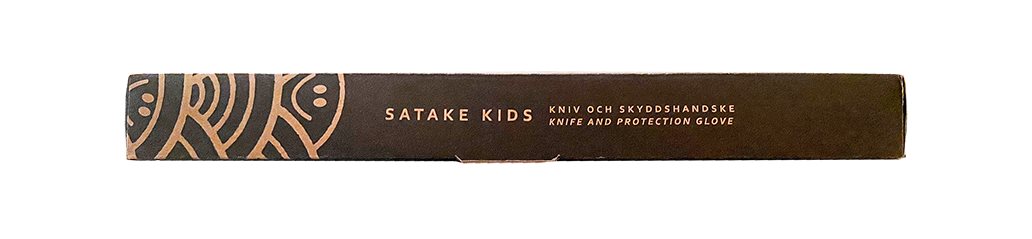 SATAKE KIDS
KNIV OCH SKYDDSHANDSKE
KNIFE AND PROTECTION GLOVE